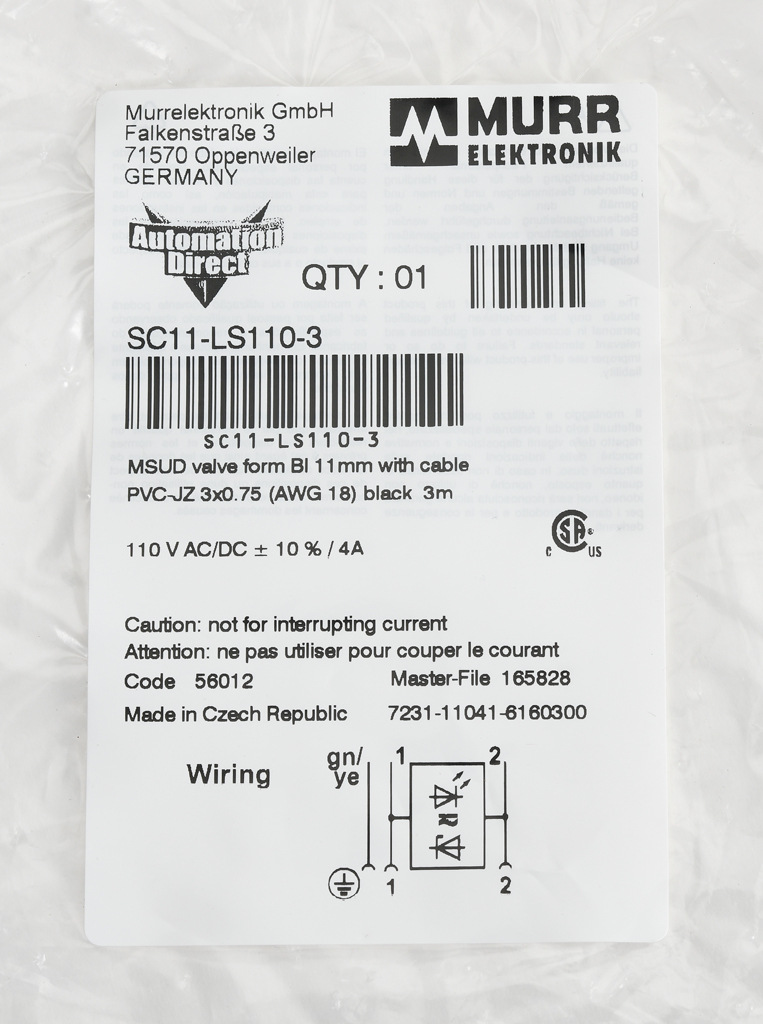 Murrelektronik GmbH
Falkenstraße 3
71570 Oppenweiler
GERMANY
MURR
ELEKTRONIK
Automation
Direct
QTY : 01
SC11-LS110-3
SC11-LS110-3
MSUD valve form BI 11mm with cable
PVC-JZ 3x0.75 (AWG 18) black 3m
110 V AC/DC ± 10 % / 4A
C SA ® US
Caution: not for interrupting current
Attention: ne pas utiliser pour couper le courant
Code 56012 Master-File 165828
Made in Czech Republic 7231-11041-6160300
Wiring
gn/
ye
1 2
1 2